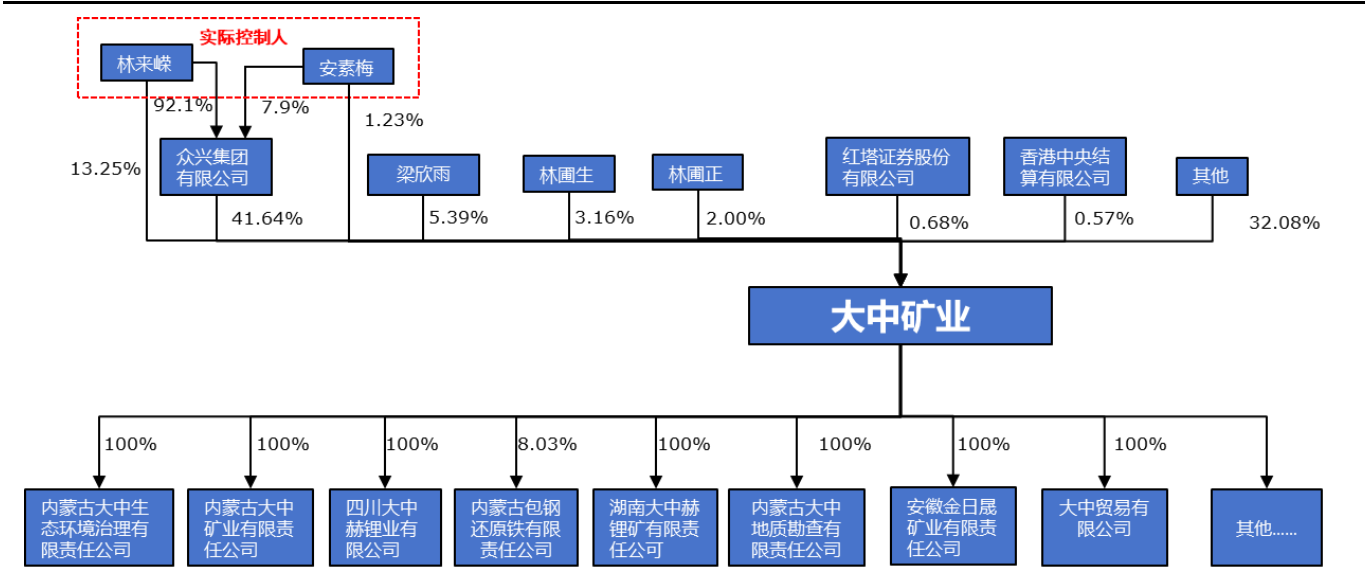 实际控制人
林来嵘
安素梅
92.1%
7.9%
1.23%
13.25%
众兴集团
有限公司
梁欣雨
林圃生
林圃正
红塔证券股份
有限公司
香港中央结
算有限公司
其他
41.64%
5.39%
3.16%
2.00%
0.68%
0.57%
32.08%
大中矿业
100%
100%
100%
8.03%
100%
100%
100%
100%
内蒙古大中生
态环境治理有
限责任公司
内蒙古大中
矿业有限责
任公司
四川大中
赫锂业有
限公司
内蒙古包钢
还原铁有限
责任公司
湖南大中赫
锂矿有限责
任公可
内蒙古大中
地质勘查有
限责任公司
安徽金日晟
矿业有限责
任公司
大中贸易有
限公司
其他......